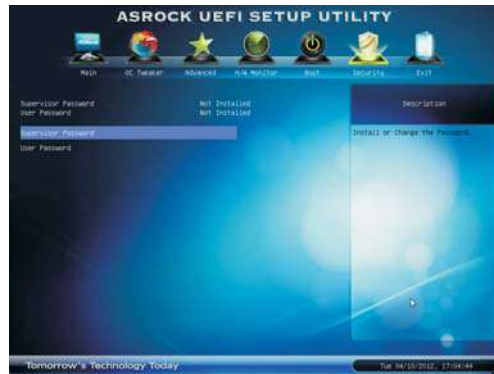 ASROCK UEFI SETUP UTILITY
Main OC Tweaker Advanced H/W Monitor Boot Security Exit
Supervisor Password Not Installed
User Password Not Installed
Supervisor Password
User Password
Description
Install or Change the Password.
Tomorrow's Technology Today
Tue 04/10/2012, 17:04:44